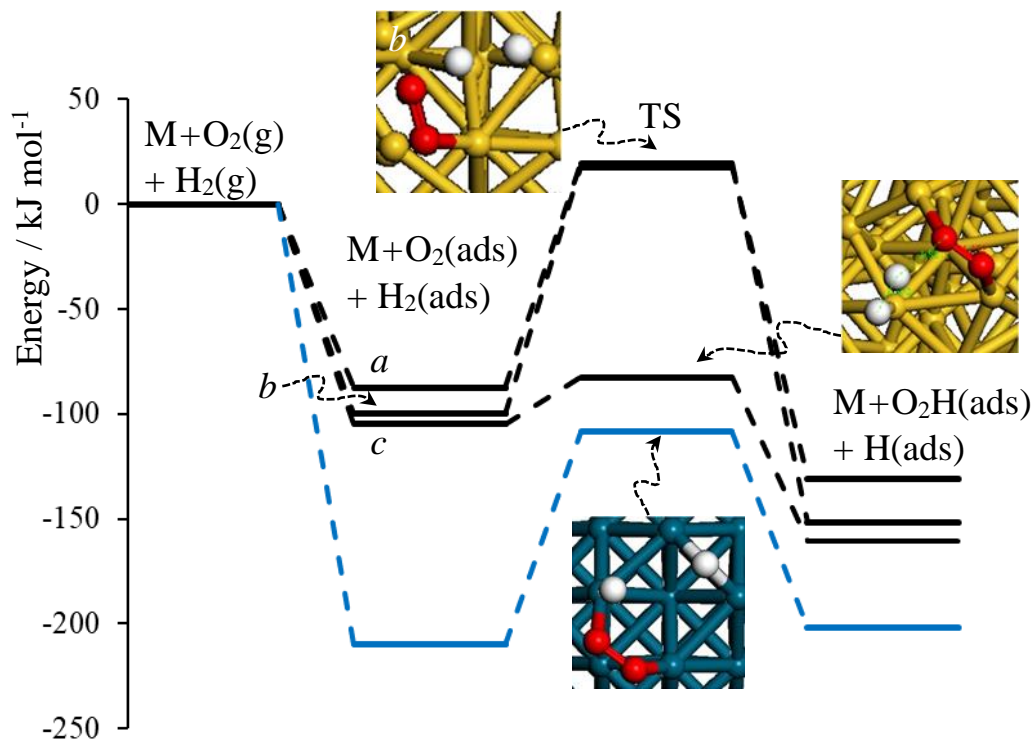 b
50
0
-50
-100
-150
-200
-250
Energy / kJ mol⁻¹
M+O₂(g)
+ H₂(g)
TS
M+O₂(ads)
+ H₂(ads)
a
b
c
M+O₂H(ads)
+ H(ads)